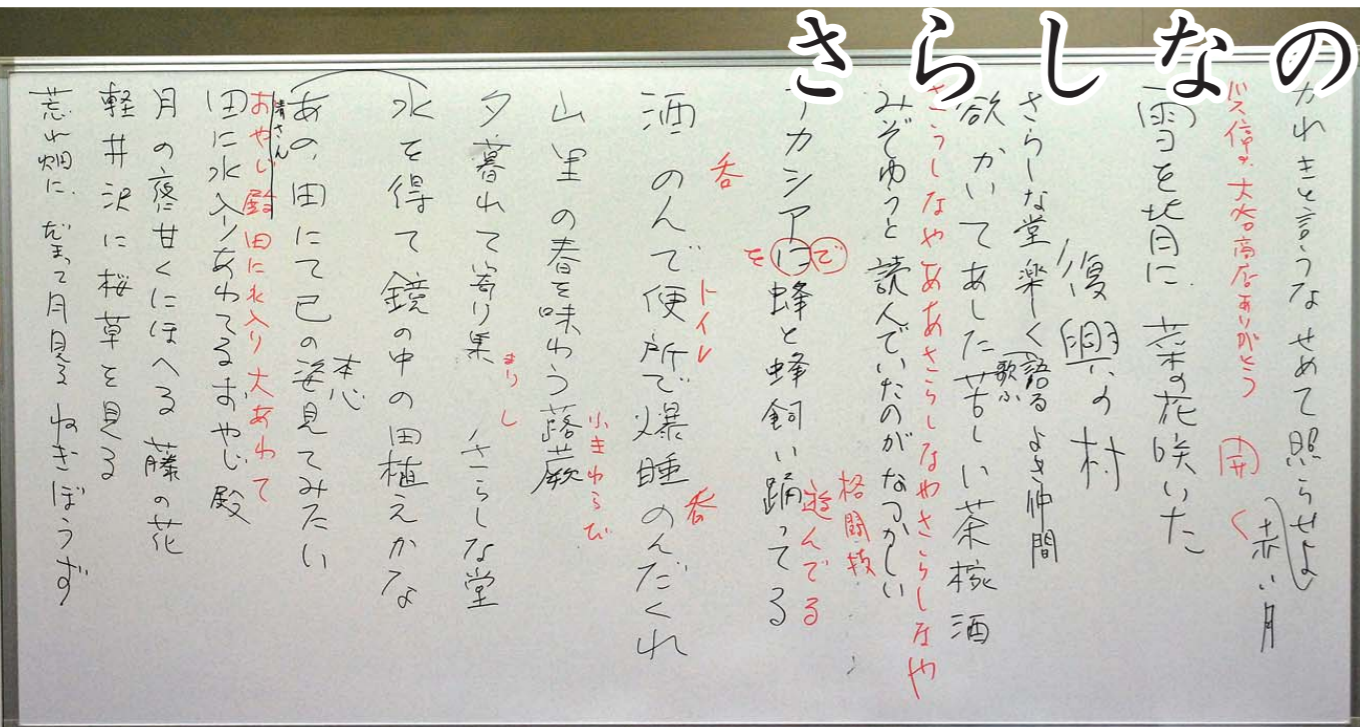 さらしなの
がれきと言うなせめて照らせよ
赤い月
バス停が大谷商店ありがとう
開く
雪を背に菜の花咲いた
復興の村
さらしな堂楽しく語るよき仲間
歌ふ
欲かいてあした苦しい茶椀酒
さらしなやああさらしなやさらしなや
みぞゆうと読んでいたのがなつかしい
格闘技
アカシアに蜂と蜂飼い踊ってる
を
で
遊んでる
酒のんで便所で爆睡のんだくれ
呑
トイレ
呑
山里の春を味わう蕗蕨
小きわらび
夕暮れて寄り集まりしさらしな堂
水を得て鏡の中の田植えかな
あの、田にて己の姿見てみたい
本心
おやじ殿田に水入り大あわて
田に水入りあわてるおやじ殿
月の窓甘くにほへる藤の花
軽井沢に桜草を見る
荒れ畑にだまって月見るねぎぼうず